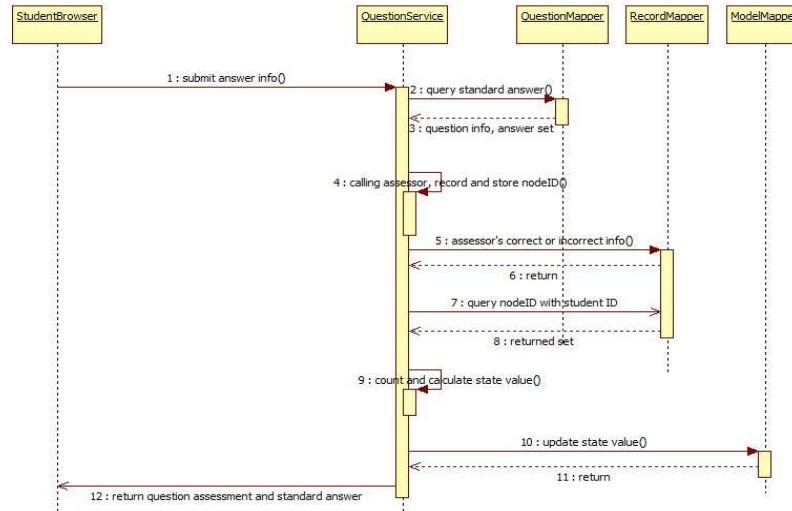 StudentBrowser
QuestionService
QuestionMapper
RecordMapper
ModelMappe
1 : submit answer info()
2 : query standard answer()
3 : question info, answer set
4 : calling assessor, record and store nodeID()
5 : assessor's correct or incorrect info()
6 : return
7 : query nodeID with student ID
8 : returned set
9 : count and calculate state value()
10 : update state value()
11 : return
12 : return question assessment and standard answer